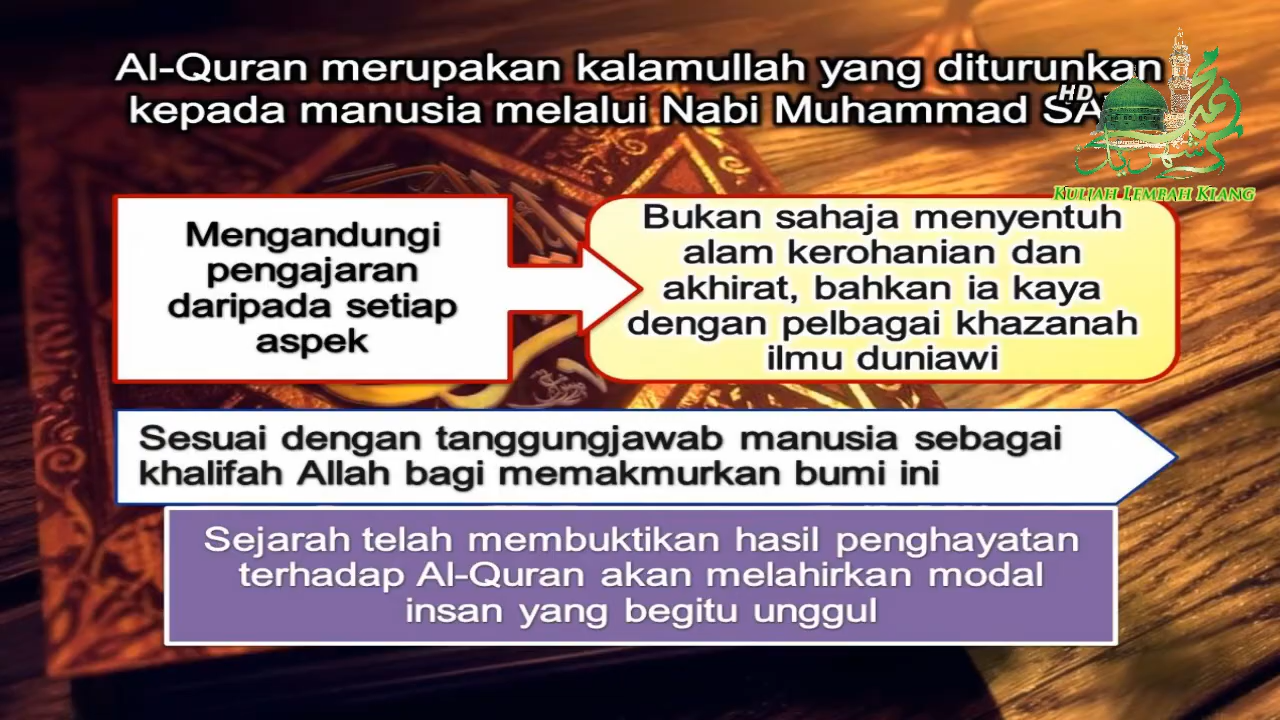 Al-Quran merupakan kalamullah yang diturunkan
kepada manusia melalui Nabi Muhammad
HD
KULIAH LEMBAH KIANG
Mengandungi
pengajaran
daripada setiap
aspek
Bukan sahaja menyentuh
alam kerohanian dan
akhirat, bahkan ia kaya
dengan pelbagai khazanah
ilmu duniawi
Sesuai dengan tanggungjawab manusia sebagai
khalifah Allah bagi memakmurkan bumi ini
Sejarah telah membuktikan hasil penghayatan
terhadap Al-Quran akan melahirkan modal
insan yang begitu unggul